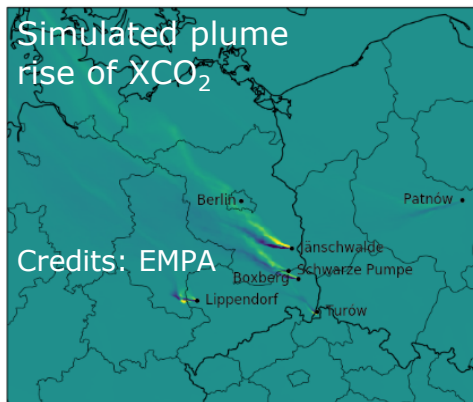 Simulated plume
rise of XCO₂
Berlin
Patnów
Jänschwalde
Credits: EMPA
Schwarze Pumpe
Boxberg
Lippendorf
Turów